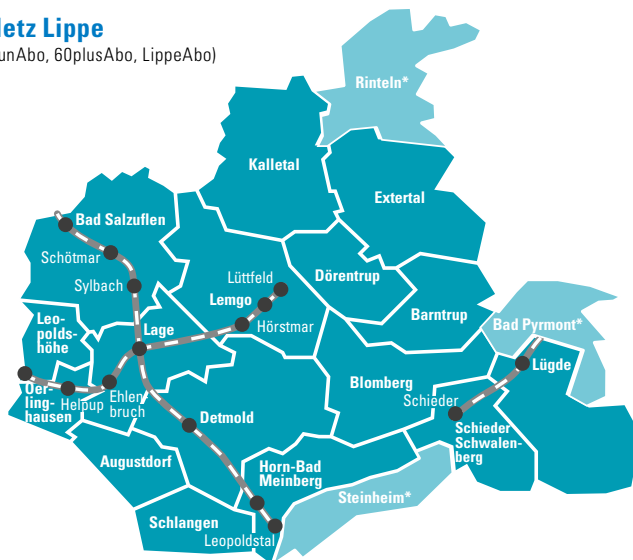 Netz Lippe
unAbo, 60plusAbo, LippeAbo)
Rinteln*
Kalletal
Extertal
Bad Salzuflen
Schötmar
Sylbach
Lüttfeld
Lemgo
Hörstmar
Dörentrup
Barntrup
Bad Pyrmont*
Leo-
polds-
höhe
Lage
Lügde
Blomberg
Schieder
Oer-
ling-
hausen
Helpup
Ehlen-
bruch
Detmold
Schieder
Schwalen-
berg
Augustdorf
Horn-Bad
Meinberg
Steinheim*
Schlangen
Leopoldstal